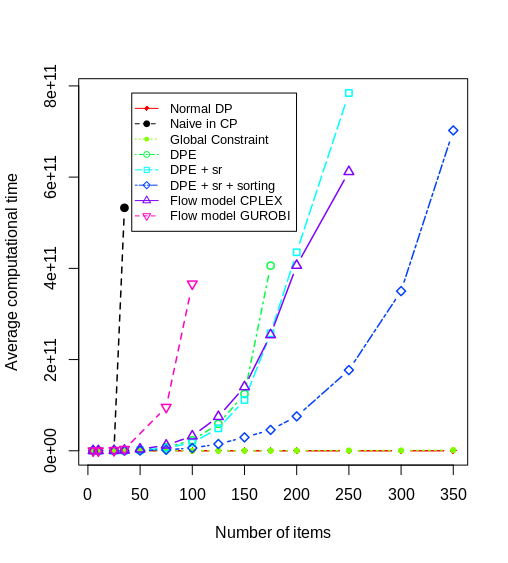 8e+11
6e+11
4e+11
2e+11
0e+00
Average computational time
Normal DP
Naive in CP
Global Constraint
DPE
DPE + sr
DPE + sr + sorting
Flow model CPLEX
Flow model GUROBI
0 50 100 150 200 250 300 350
Number of items